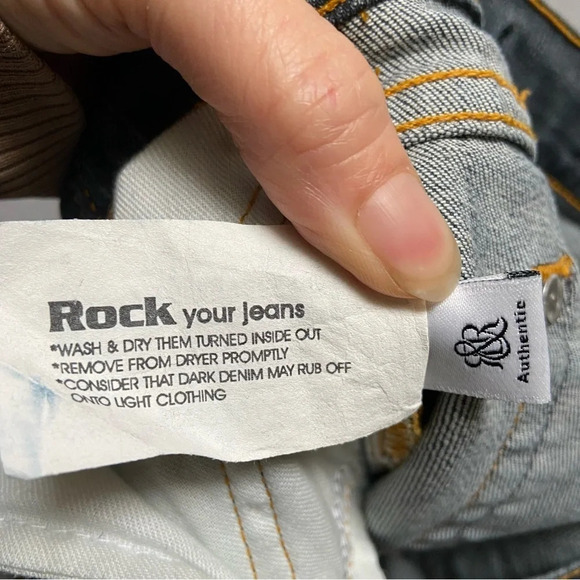 Rock your Jeans
*WASH & DRY THEM TURNED INSIDE OUT
*REMOVE FROM DRYER PROMPTLY
*CONSIDER THAT DARK DENIM MAY RUB OFF
ONTO LIGHT CLOTHING
R&R
Authentic